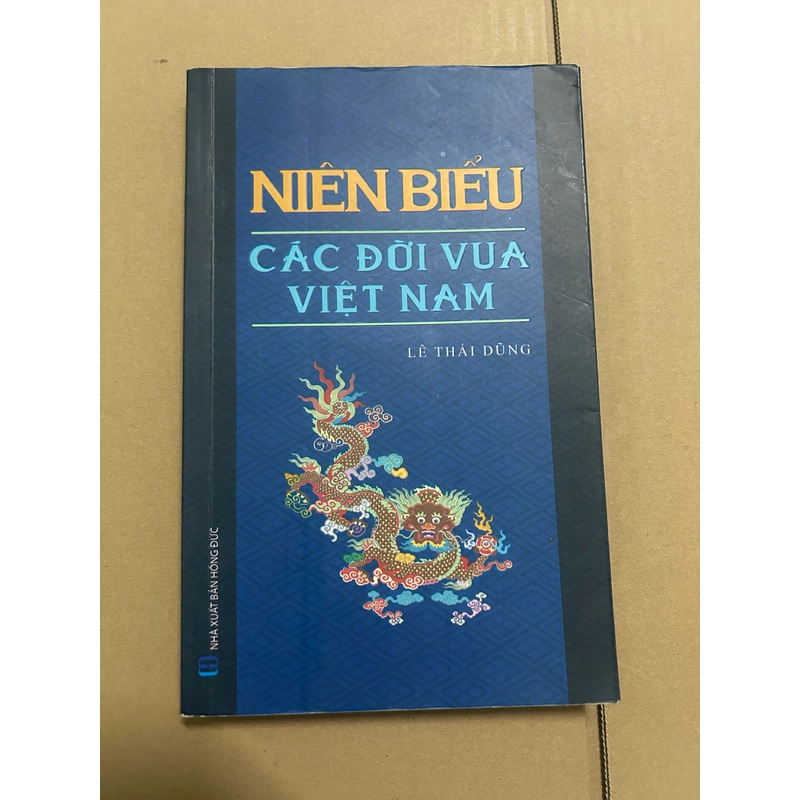 NIÊN BIỂU
CÁC ĐỜI VUA
VIỆT NAM
LÊ THÁI DŨNG
NHÀ XUẤT BẢN HỒNG ĐỨC